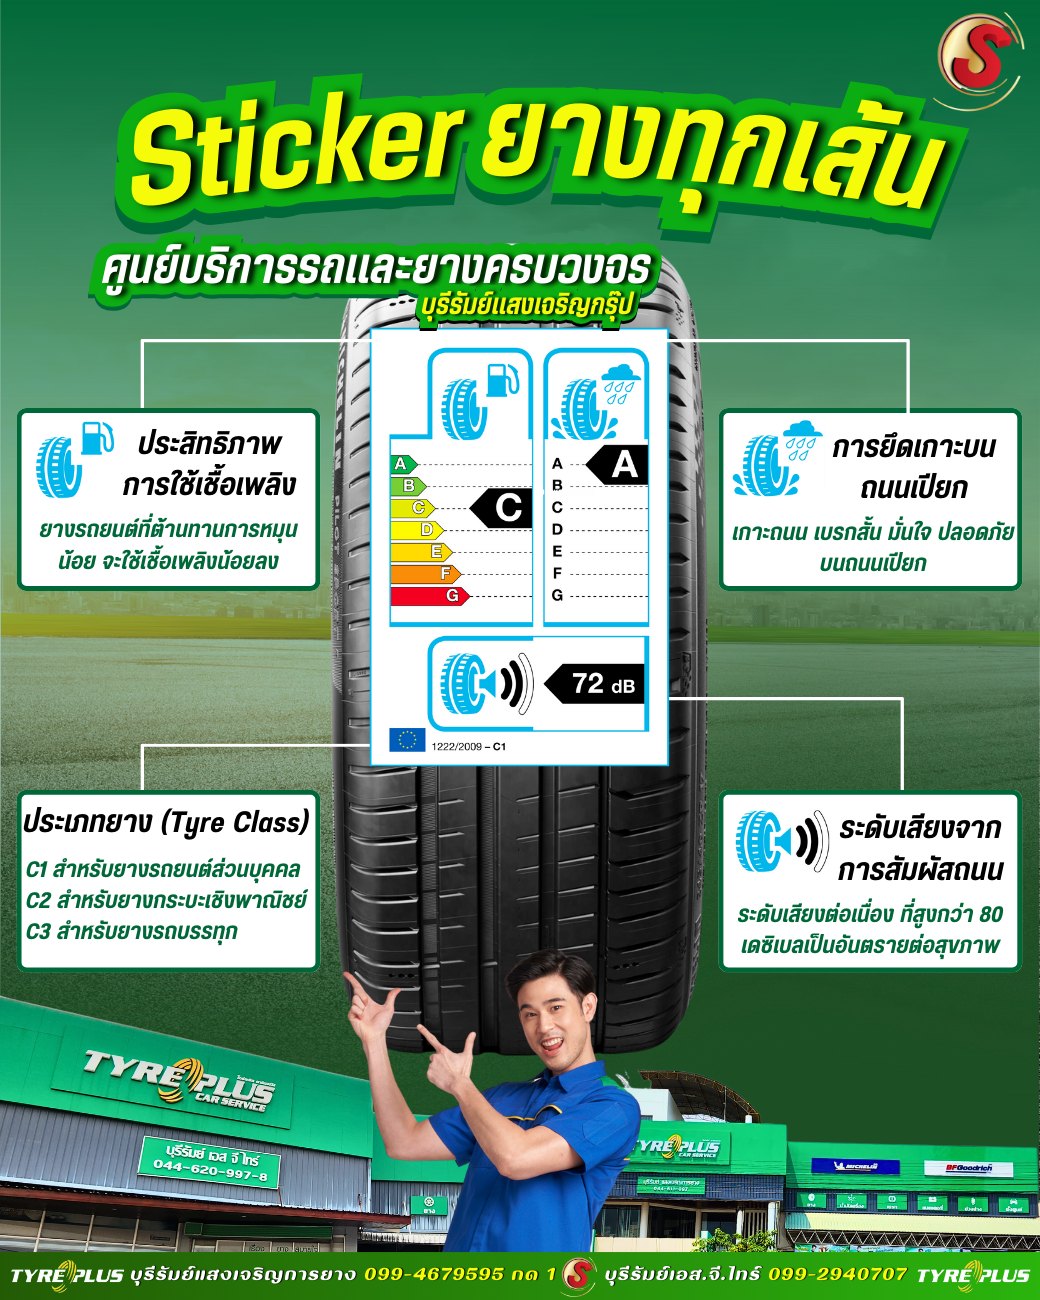 S
Sticker ยางทุกเส้น
ศูนย์บริการรถและยางครบวงจร
บุรีรัมย์แสงเจริญกรุ๊ป
ประสิทธิภาพ
การใช้เชื้อเพลิง
ยางรถยนต์ที่ต้านทานการหมุน
น้อย จะใช้เชื้อเพลิงน้อยลง
A
B
C
D
E
F
G
C
A
B
C
D
E
F
G
A
72 dB
1222/2009 – C1
การยึดเกาะบน
ถนนเปียก
เกาะถนน เบรกสั้น มั่นใจ ปลอดภัย
บนถนนเปียก
ประเภทยาง (Tyre Class)
C1 สำหรับยางรถยนต์ส่วนบุคคล
C2 สำหรับยางกระบะเชิงพาณิชย์
C3 สำหรับยางรถบรรทุก
ระดับเสียงจาก
การสัมผัสถนน
ระดับเสียงต่อเนื่อง ที่สูงกว่า 80
เดซิเบลเป็นอันตรายต่อสุขภาพ
TYREPLUS
CAR SERVICE
บุรีรัมย์ เอส จี ไทร์
044-620-997-8
TYREPLUS
CAR SERVICE
MICHELIN
BFGoodrich
ยาง
TYREPLUS บุรีรัมย์แสงเจริญการยาง 099-4679595 กด 1 S บุรีรัมย์เอส.จี.ไทร์ 099-2940707 TYREPLUS